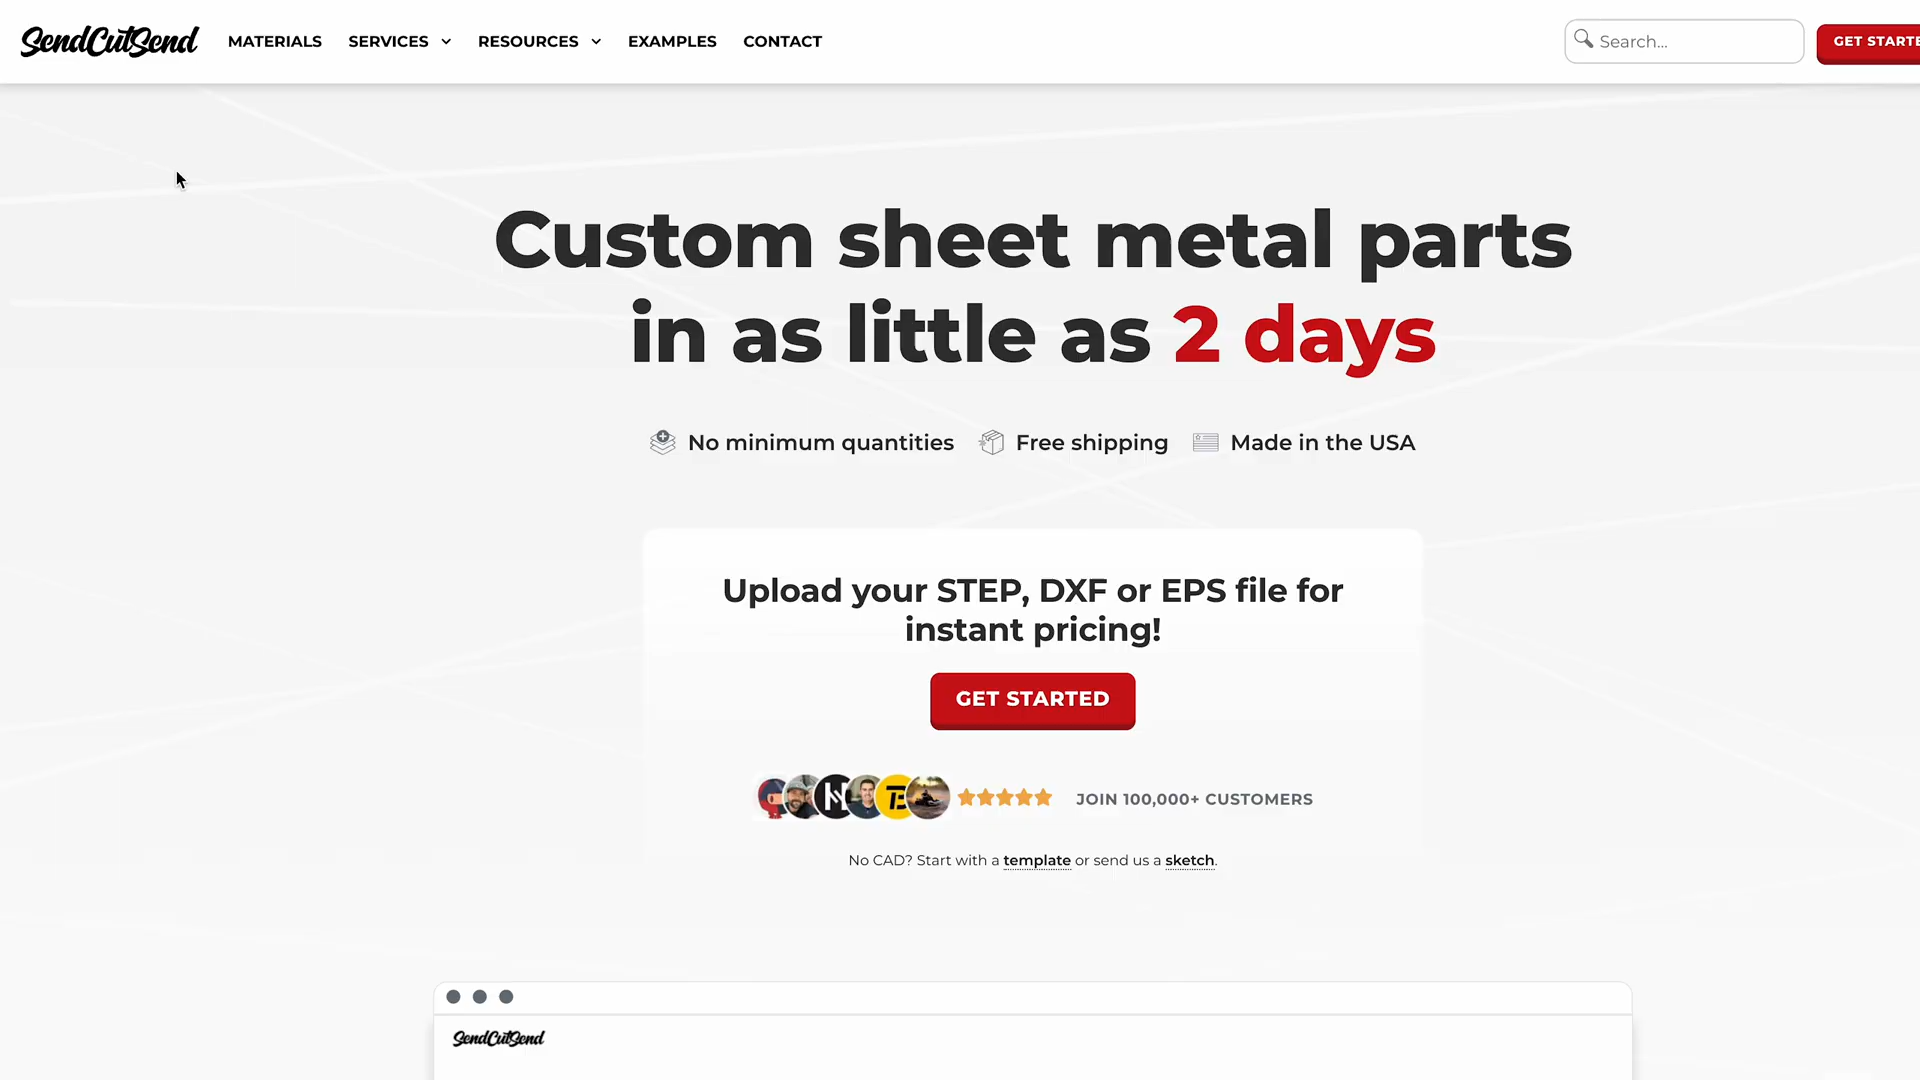 SendCutSend MATERIALS SERVICES RESOURCES EXAMPLES CONTACT Search... GET STARTE
Custom sheet metal parts
in as little as 2 days
No minimum quantities Free shipping Made in the USA
Upload your STEP, DXF or EPS file for
instant pricing!
GET STARTED
JOIN 100,000+ CUSTOMERS
No CAD? Start with a template or send us a sketch.
SendCutSend